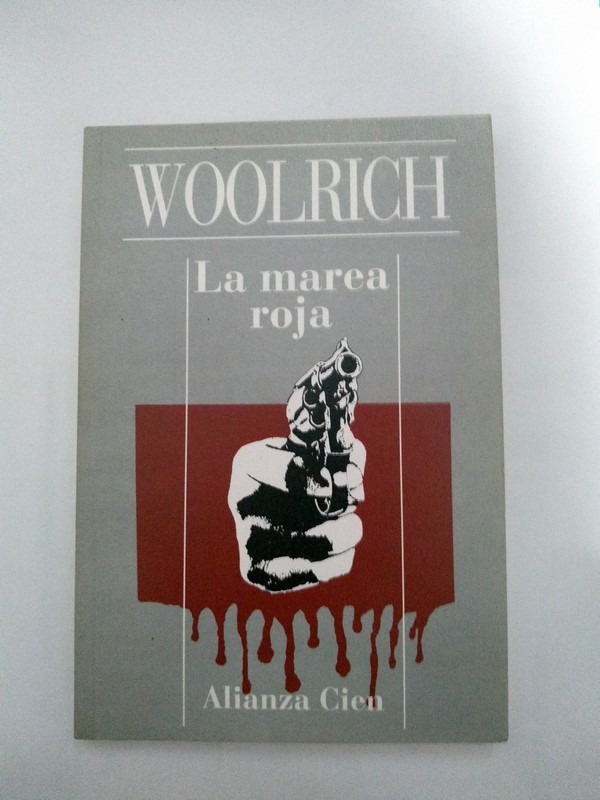 WOOLRICH
La marea
roja
Alianza Cien